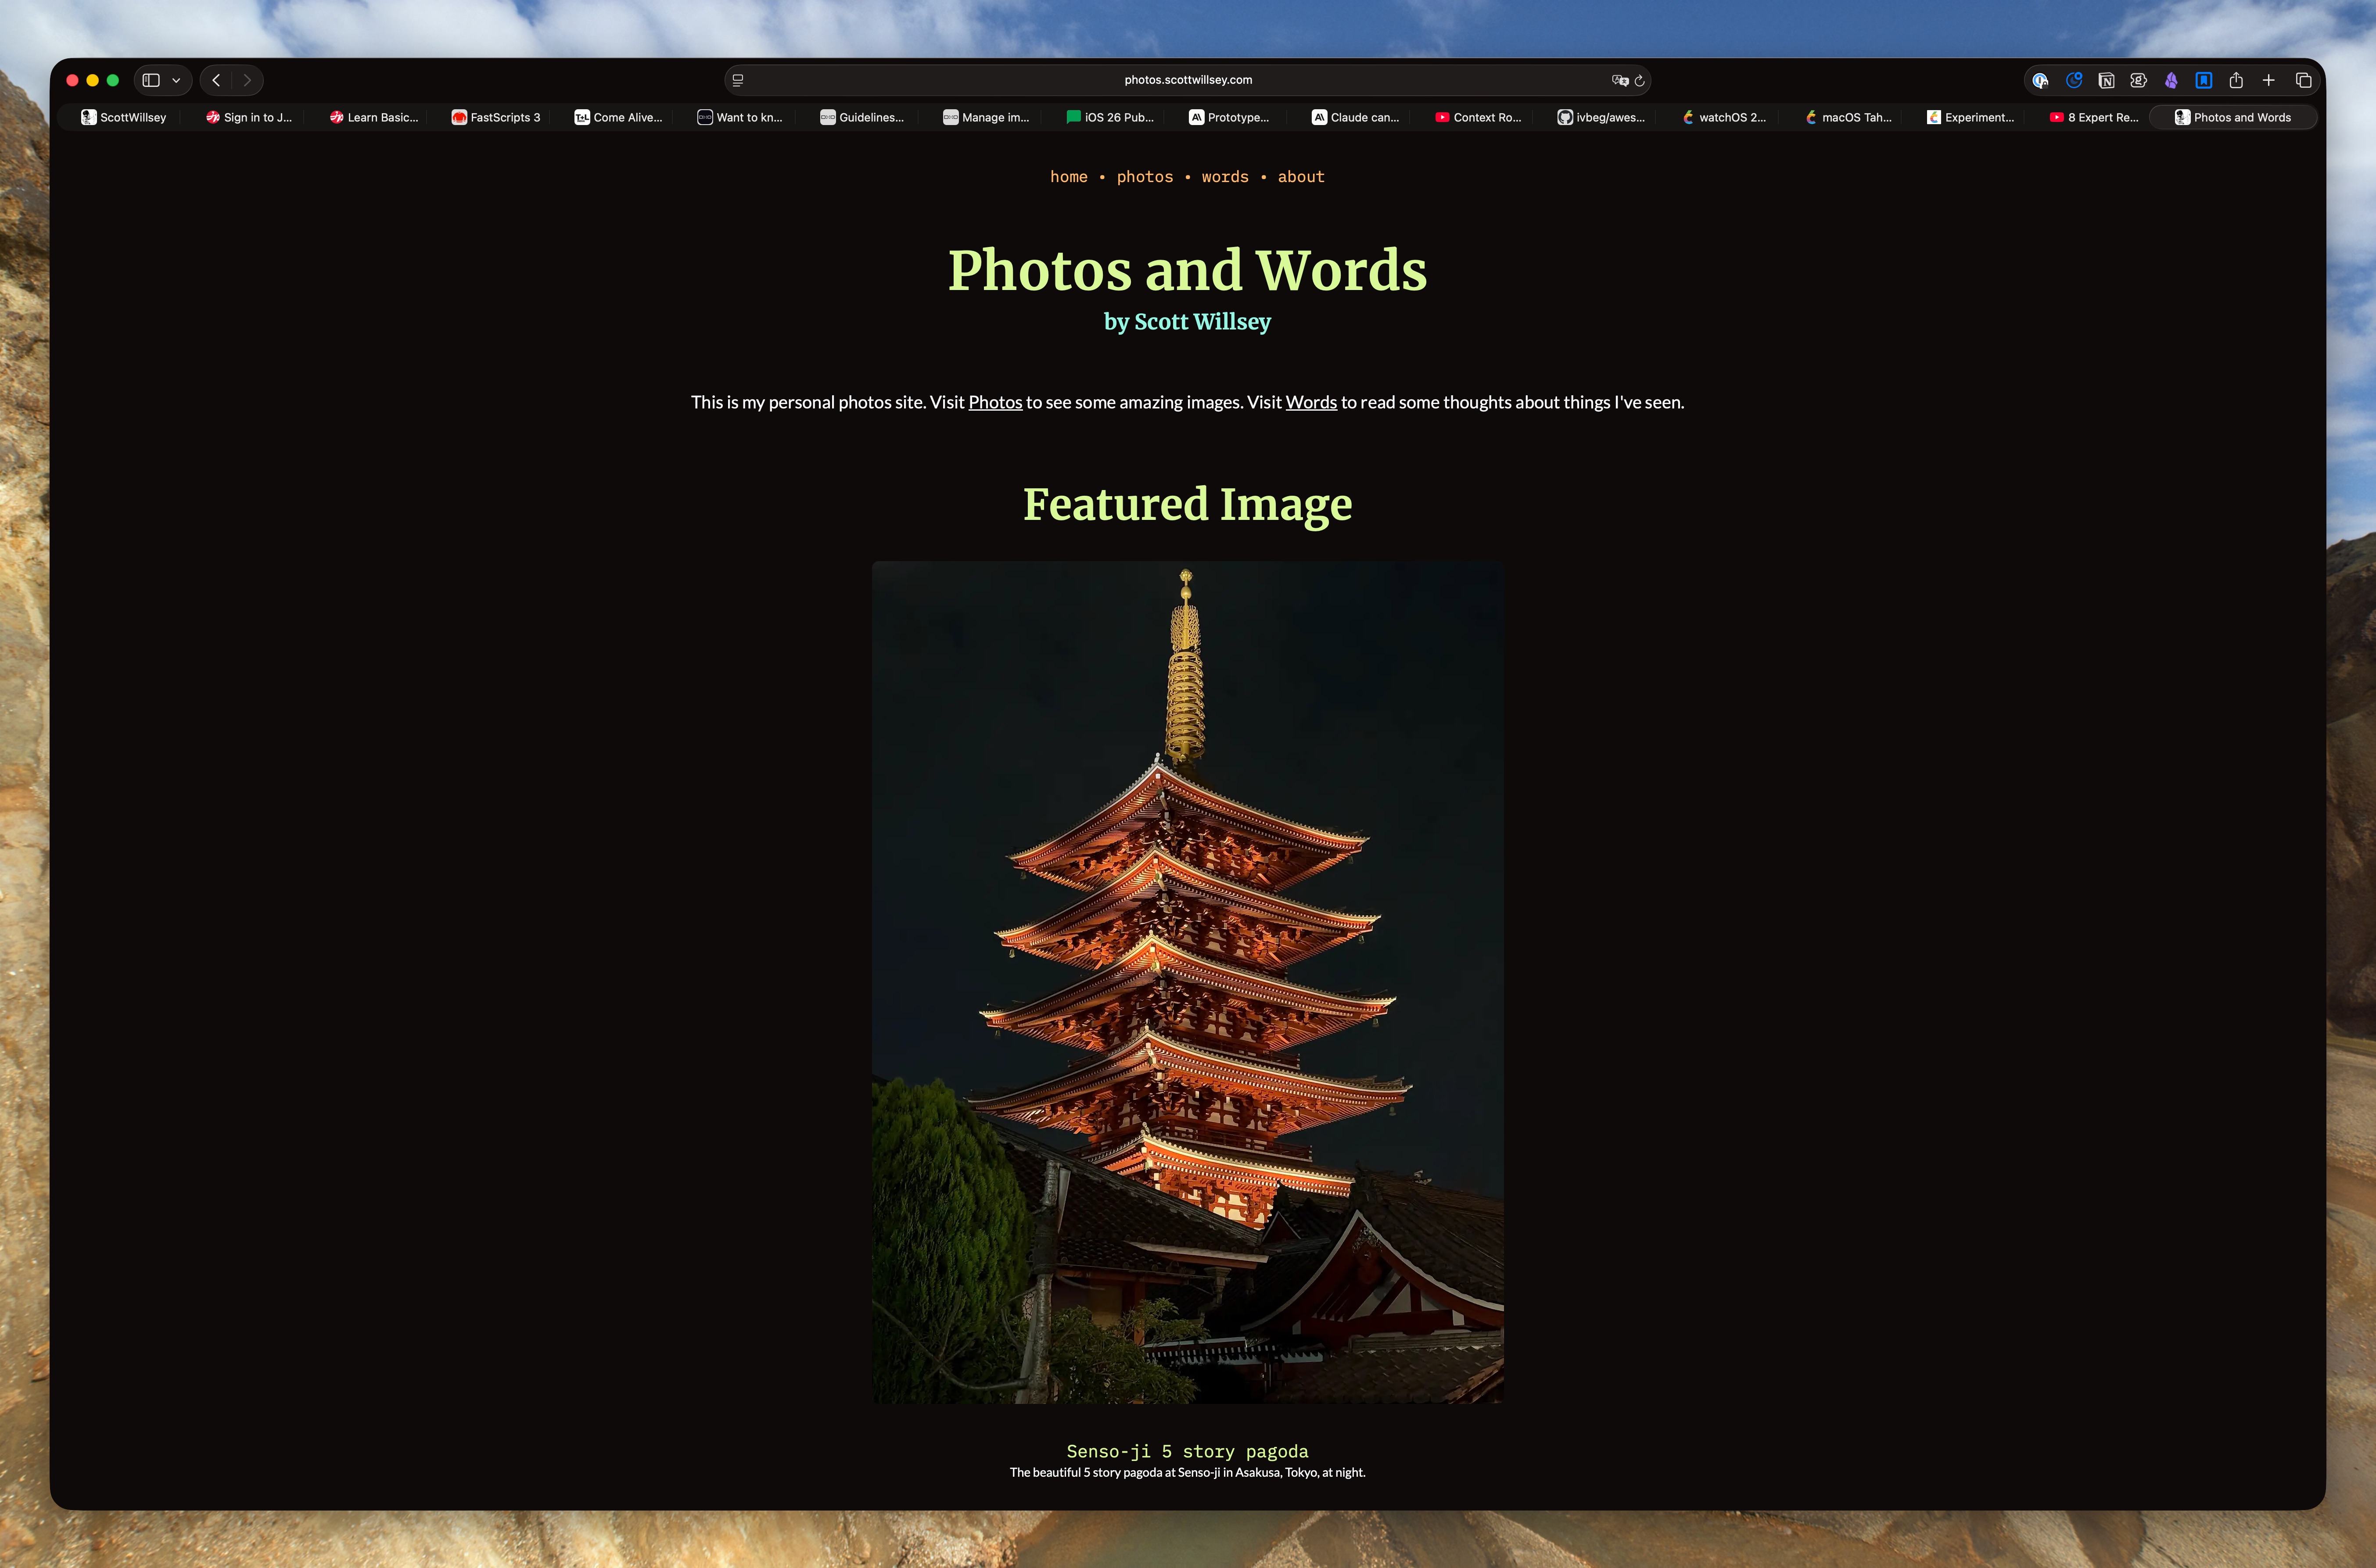 photos.scottwillsey.com
ScottWillsey
Sign in to J...
Learn Basic...
FastScripts 3
Come Alive...
Want to kn...
Guidelines...
Manage im...
iOS 26 Pub...
Prototype...
Claude can...
Context Ro...
ivbeg/awes...
watchOS 2...
macOS Tah...
Experiment...
8 Expert Re...
Photos and Words
home • photos • words • about
Photos and Words
by Scott Willsey
This is my personal photos site. Visit Photos to see some amazing images. Visit Words to read some thoughts about things I've seen.
Featured Image
Senso-ji 5 story pagoda
The beautiful 5 story pagoda at Senso-ji in Asakusa, Tokyo, at night.